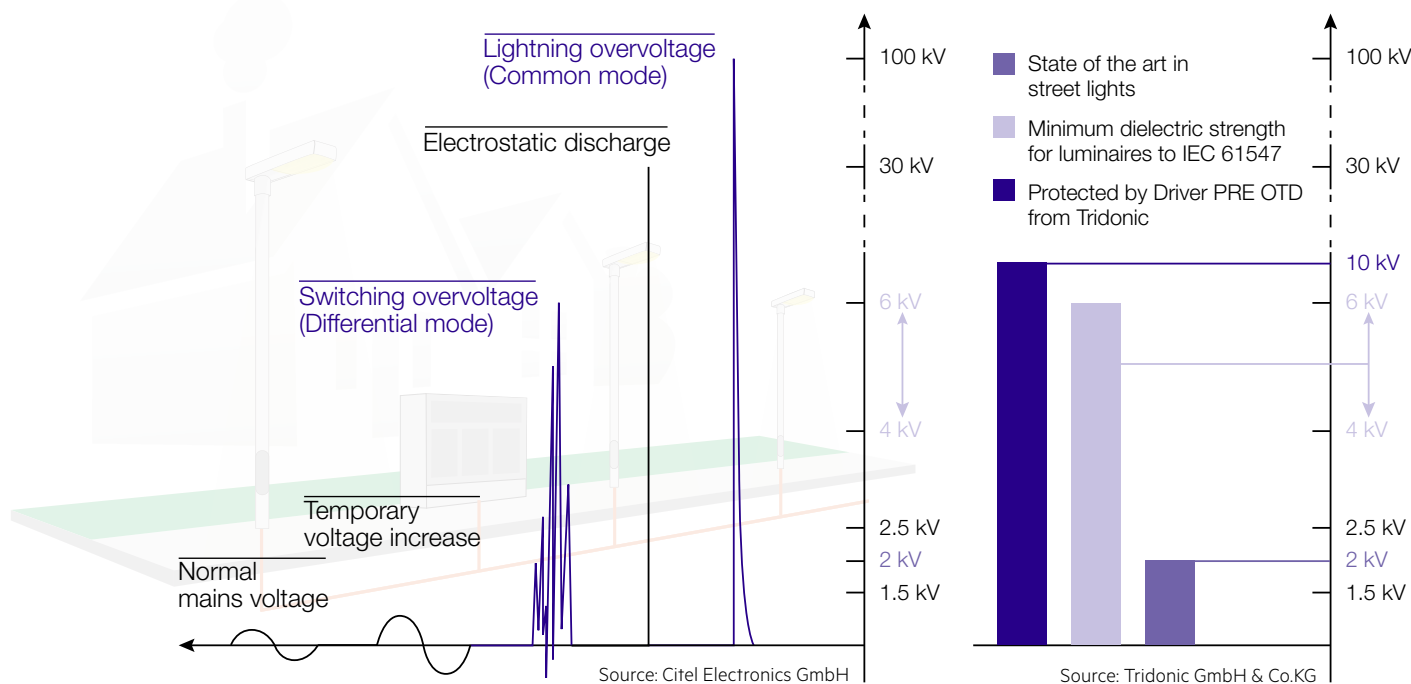 Lightning overvoltage
(Common mode)
Electrostatic discharge
Switching overvoltage
(Differential mode)
Temporary
voltage increase
Normal
mains voltage
100 kV
30 kV
6 kV
4 kV
2.5 kV
2 kV
1.5 kV
Source: Citel Electronics GmbH
State of the art in
street lights
Minimum dielectric strength
for luminaires to IEC 61547
Protected by Driver PRE OTD
from Tridonic
100 kV
30 kV
10 kV
6 kV
4 kV
2.5 kV
2 kV
1.5 kV
Source: Tridonic GmbH & Co.KG